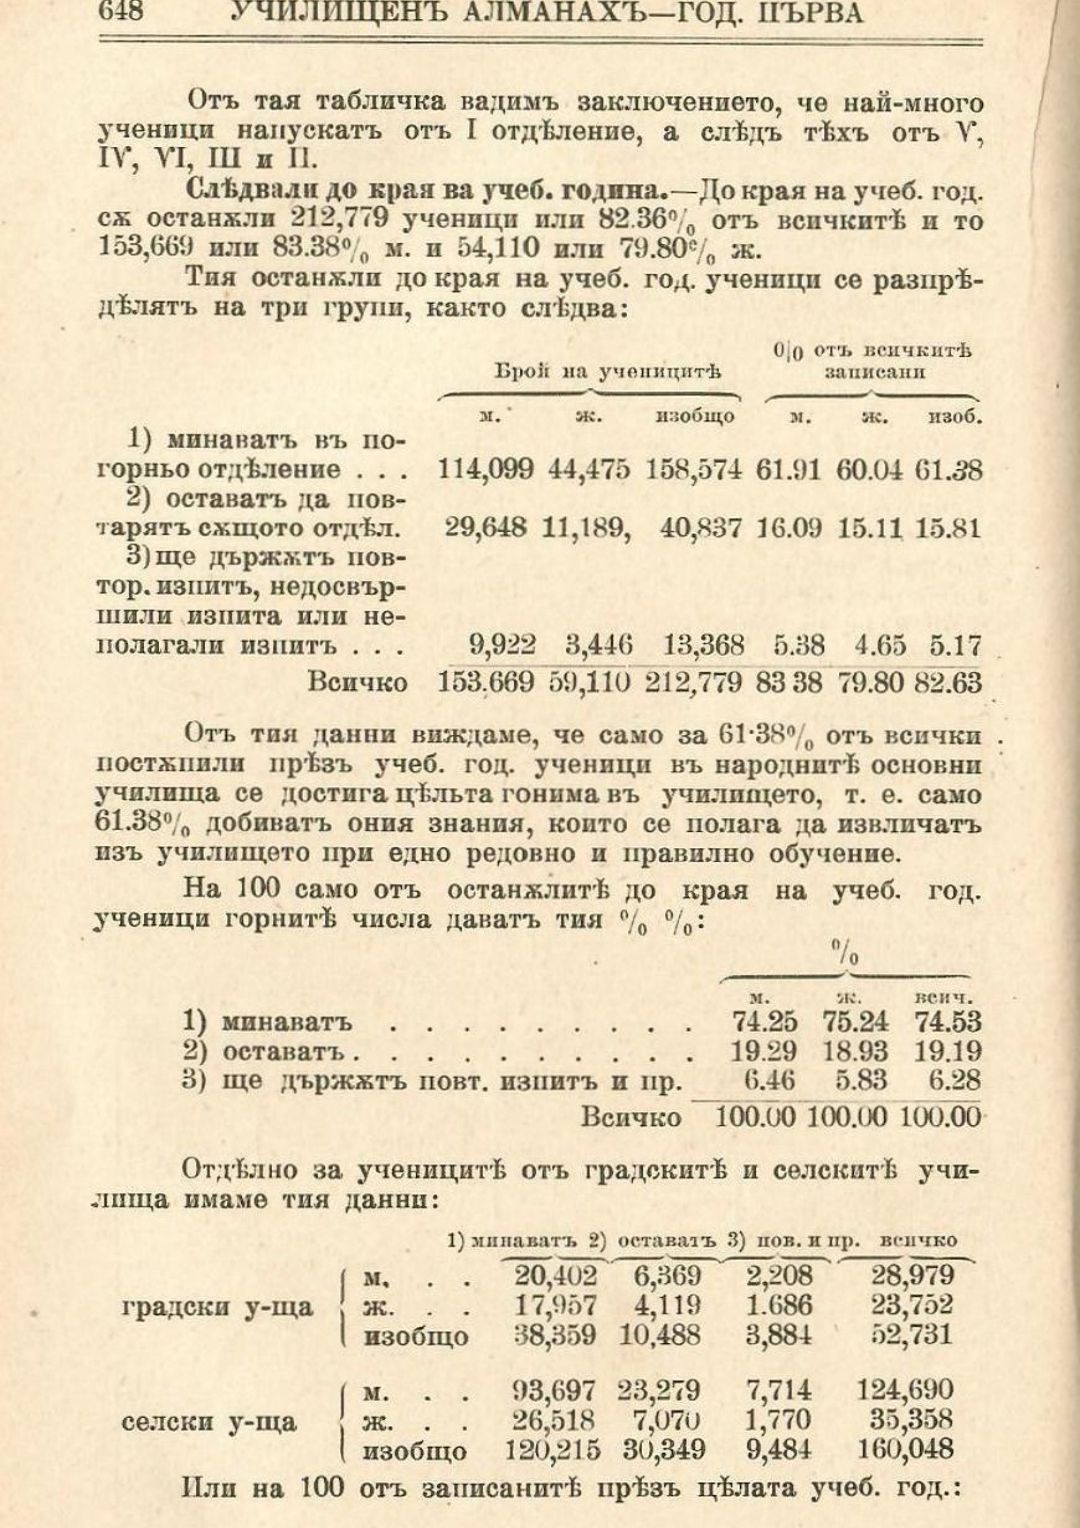 648 УЧИЛИЩЕНЪ АЛМАНАХЪ—ГОД. ПЪРВА
Отъ тая табличка вадимъ заключението, че най-много
ученици напускатъ отъ I отдѣление, а слѣдъ тѣхъ отъ V,
IV, VI, III и II.
Слѣдвали до края ва учеб. година.—До края на учеб. год.
сѫ останѫли 212,779 ученици или 82.36% отъ всичкитѣ и то
153,669 или 83.38% м. и 54,110 или 79.80% ж.
Тия останѫли до края на учеб. год. ученици се разпрѣ-
дѣлятъ на три групи, както слѣдва:
0|0 отъ всичкитѣ
Брой на ученицитѣ записани
м. ж. изобщо м. ж. изоб.
1) минаватъ въ по-
горньо отдѣление . . . 114,099 44,475 158,574 61.91 60.04 61.38
2) оставатъ да пов-
тарятъ сѫщото отдѣл. 29,648 11,189, 40,837 16.09 15.11 15.81
3) ще държѫтъ пов-
тор. изпитъ, недосвър-
шили изпита или не-
полагали изпитъ . . . 9,922 3,446 13,368 5.38 4.65 5.17
Всичко 153.669 59,110 212,779 83 38 79.80 82.63
Отъ тия данни виждаме, че само за 61·38% отъ всички
постѫпили прѣзъ учеб. год. ученици въ народнитѣ основни
училища се достига цѣльта гонима въ училището, т. е. само
61.38% добиватъ ония знания, които се полага да извличатъ
изъ училището при едно редовно и правилно обучение.
На 100 само отъ останѫлитѣ до края на учеб. год.
ученици горнитѣ числа даватъ тия % %:
%
м. ж. всич.
1) минаватъ . . . . . . . . . 74.25 75.24 74.53
2) оставатъ . . . . . . . . . . 19.29 18.93 19.19
3) ще държѫтъ повт. изпитъ и пр. 6.46 5.83 6.28
Всичко 100.00 100.00 100.00
Отдѣлно за ученицитѣ отъ градскитѣ и селскитѣ учи-
лища имаме тия данни:
1) минаватъ 2) оставатъ 3) пов. и пр. всичко
м. . . 20,402 6,369 2,208 28,979
градски у-ща ж. . . 17,957 4,119 1.686 23,752
изобщо 38,359 10,488 3,884 52,731
м. . . 93,697 23,279 7,714 124,690
селски у-ща ж. . . 26,518 7,070 1,770 35,358
изобщо 120,215 30,349 9,484 160,048
Или на 100 отъ записанитѣ прѣзъ цѣлата учеб. год.: